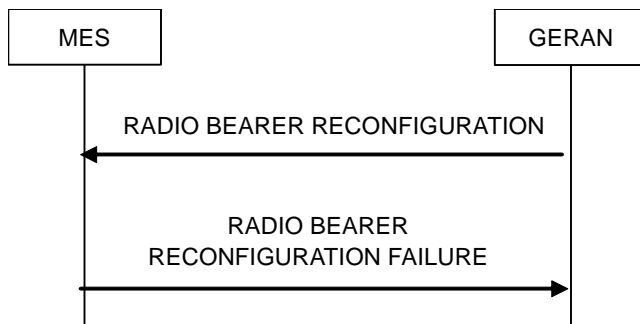 MES
GERAN
RADIO BEARER RECONFIGURATION
RADIO BEARER
RECONFIGURATION FAILURE